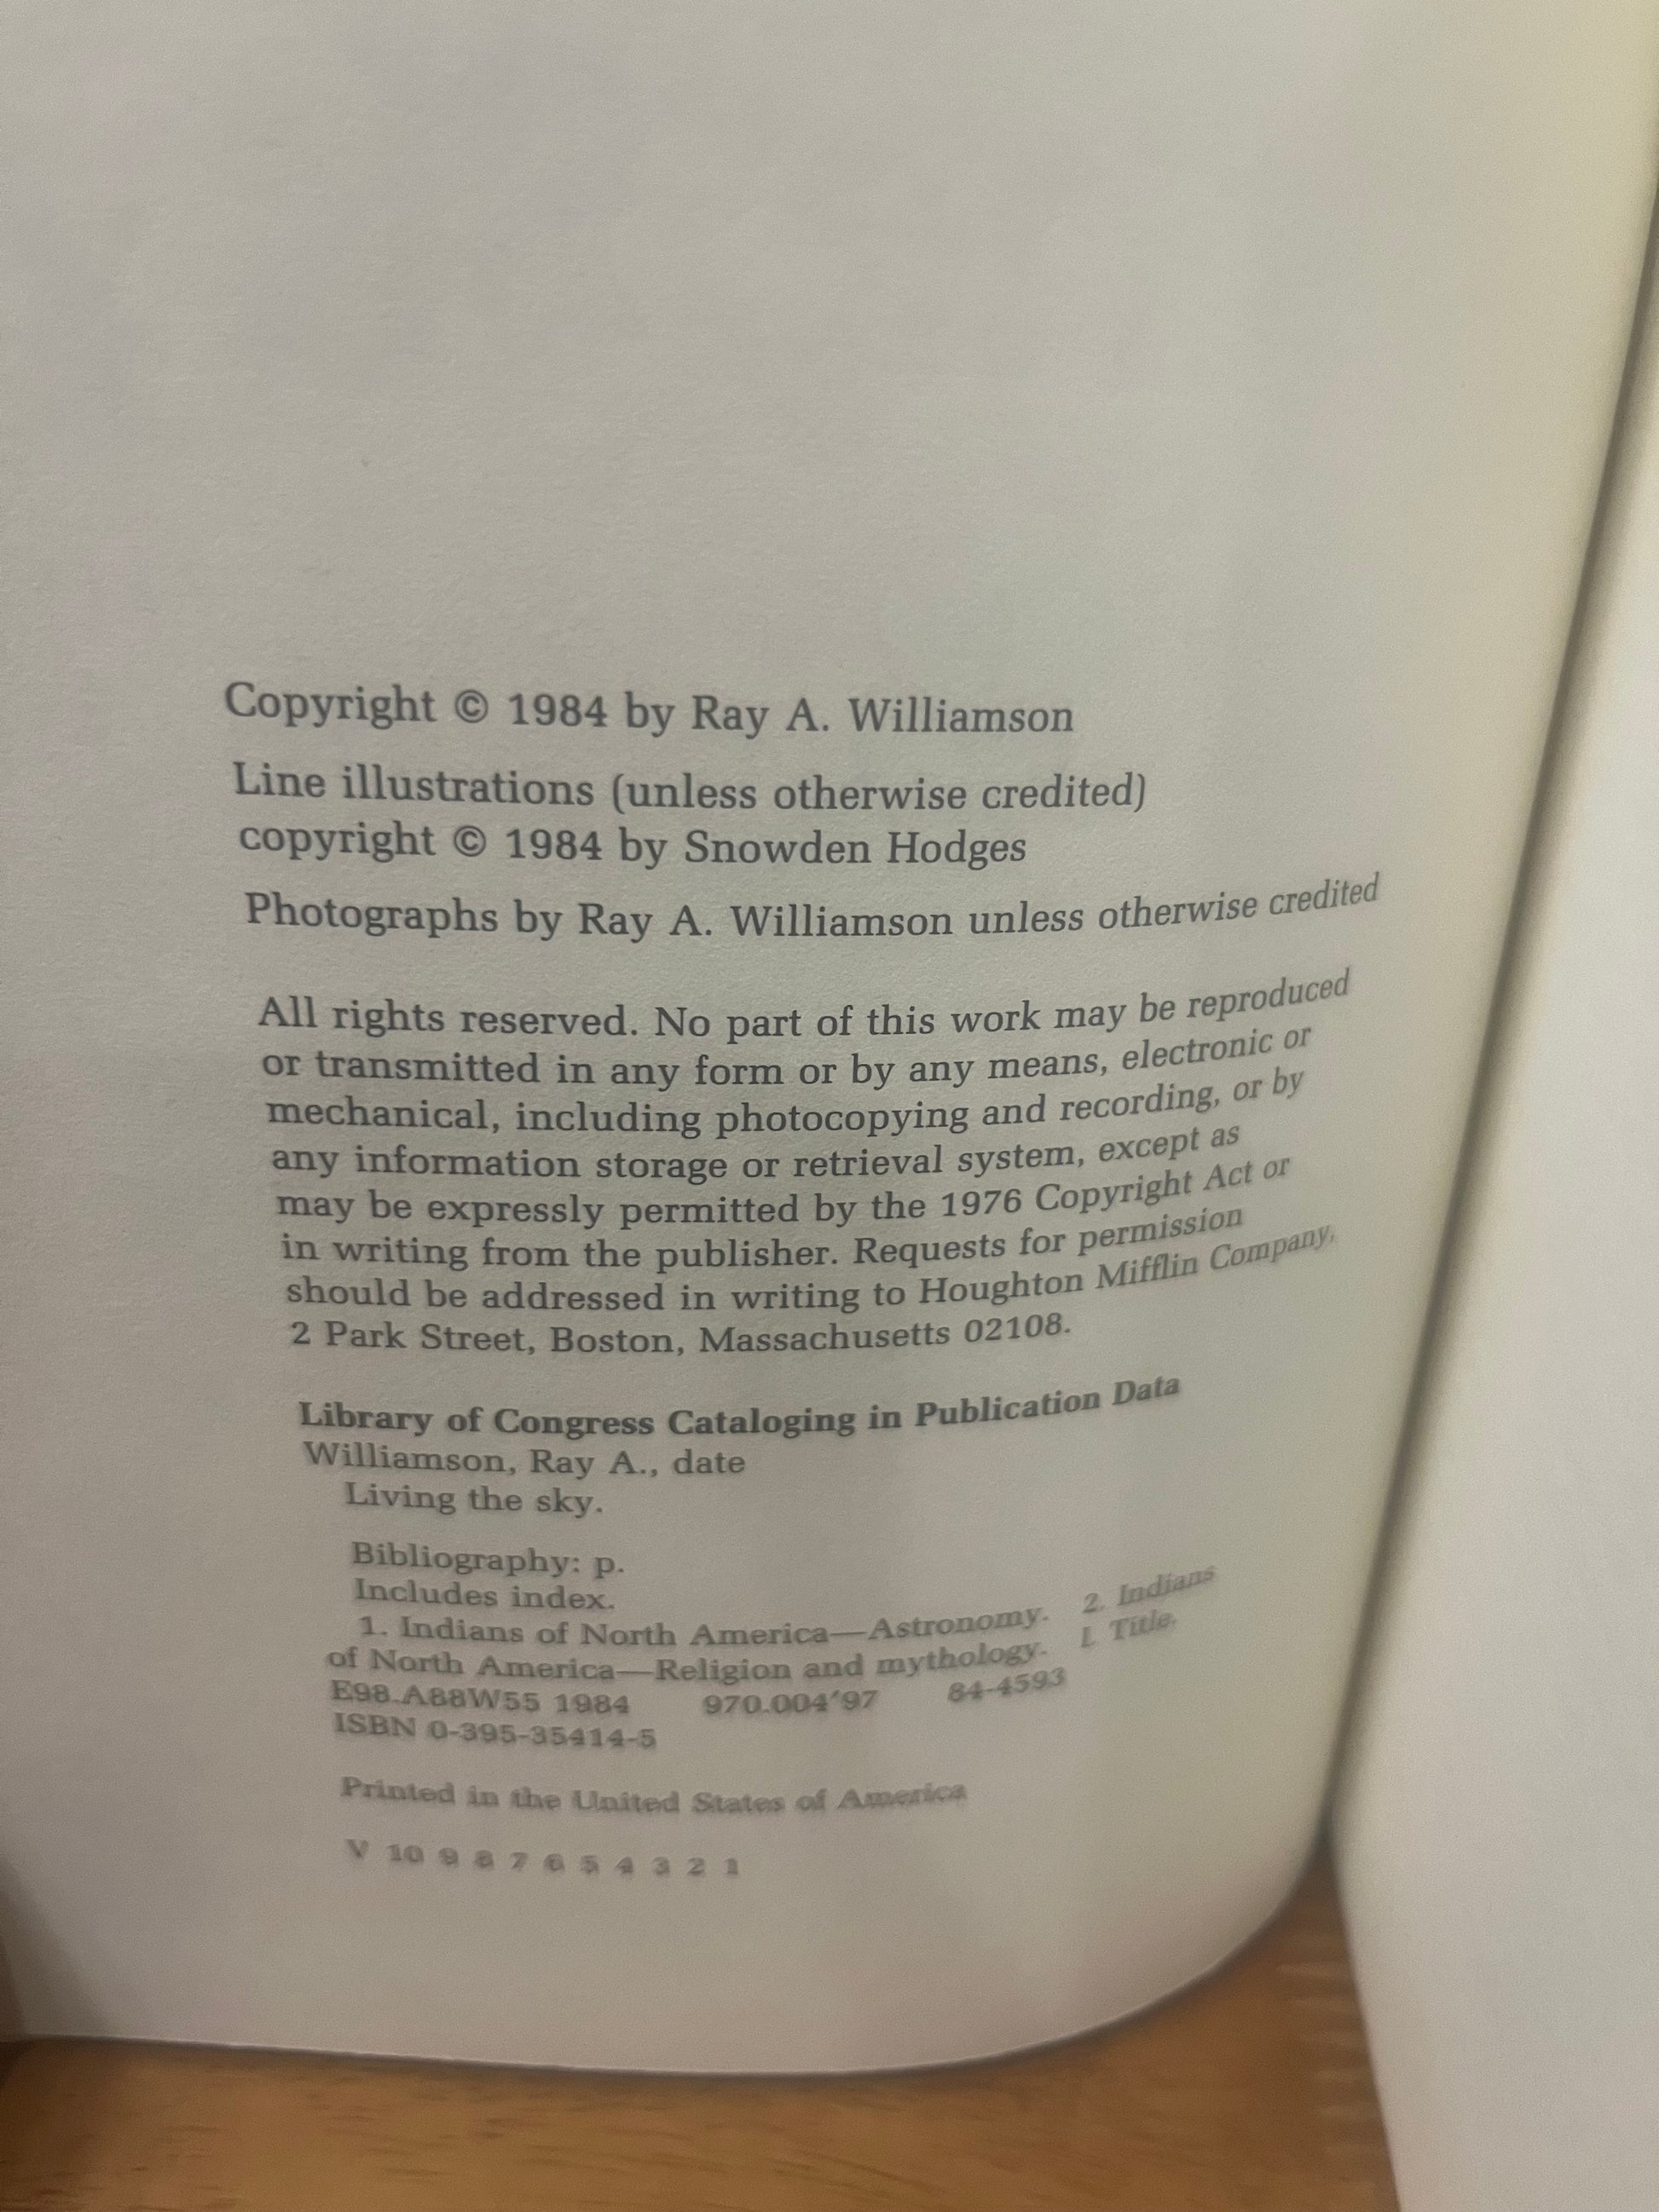 Copyright © 1984 by Ray A. Williamson
Line illustrations (unless otherwise credited)
copyright © 1984 by Snowden Hodges
Photographs by Ray A. Williamson unless otherwise credited
All rights reserved. No part of this work may be reproduced
or transmitted in any form or by any means, electronic or
mechanical, including photocopying and recording, or by
any information storage or retrieval system, except as
may be expressly permitted by the 1976 Copyright Act or
in writing from the publisher. Requests for permission
should be addressed in writing to Houghton Mifflin Company,
2 Park Street, Boston, Massachusetts 02108.
Library of Congress Cataloging in Publication Data
Williamson, Ray A., date
Living the sky.
Bibliography: p.
Includes index.
1. Indians of North America—Astronomy. 2. Indians
of North America—Religion and mythology. I. Title.
E98.A88W55 1984 970.004'97 84-4593
ISBN 0-395-35414-5
Printed in the United States of America
V 10 9 8 7 6 5 4 3 2 1